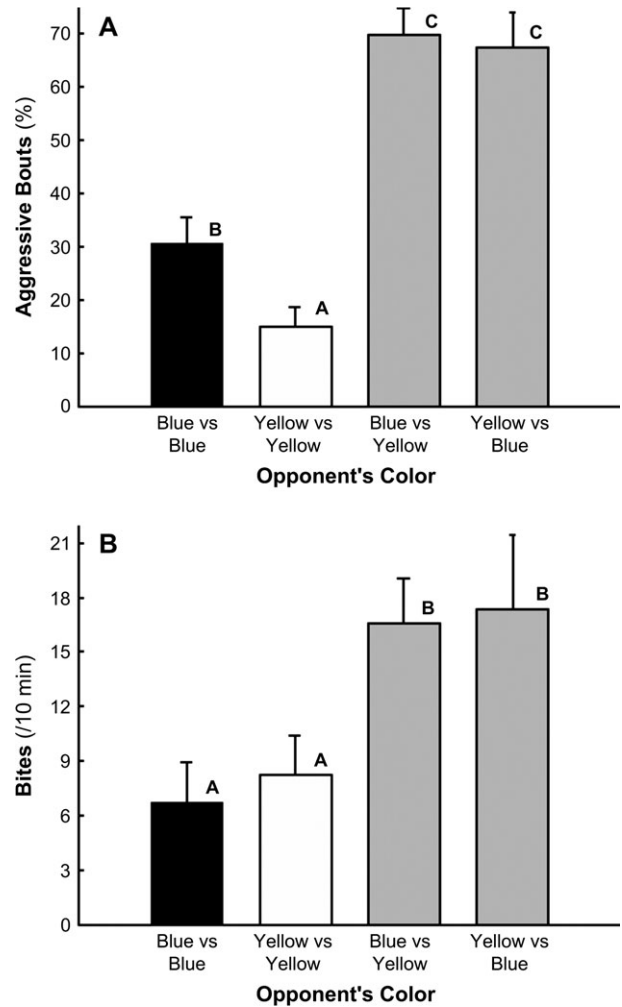 A
70
60
50
40
30
20
10
0
Aggressive Bouts (%)
B
A
C
C
Blue vs Blue
Yellow vs Yellow
Blue vs Yellow
Yellow vs Blue
Opponent's Color
B
21
18
15
12
9
6
3
0
Bites (/10 min)
A
A
B
B
Blue vs Blue
Yellow vs Yellow
Blue vs Yellow
Yellow vs Blue
Opponent's Color